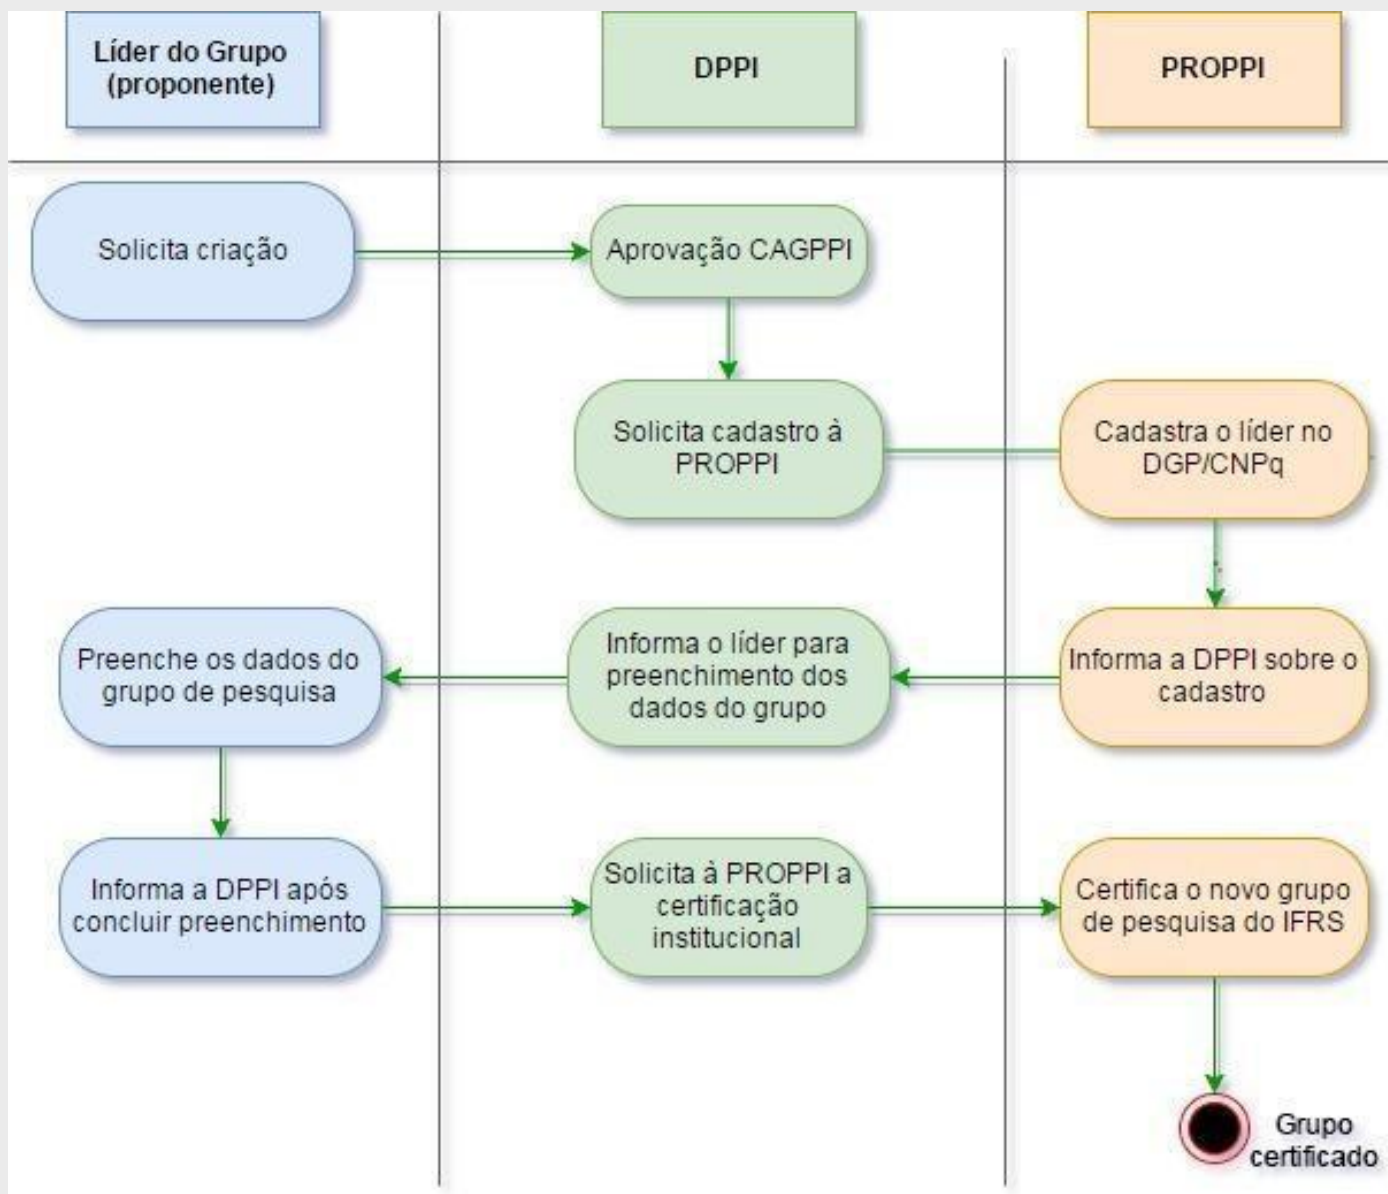 Líder do Grupo
(proponente)
DPPI
PROPPI
Solicita criação
Aprovação CAGPPI
Solicita cadastro à
PROPPI
Cadastra o líder no
DGP/CNPq
Preenche os dados do
grupo de pesquisa
Informa o líder para
preenchimento dos
dados do grupo
Informa a DPPI sobre o
cadastro
Informa a DPPI após
concluir preenchimento
Solicita à PROPPI a
certificação
institucional
Certifica o novo grupo
de pesquisa do IFRS
Grupo
certificado